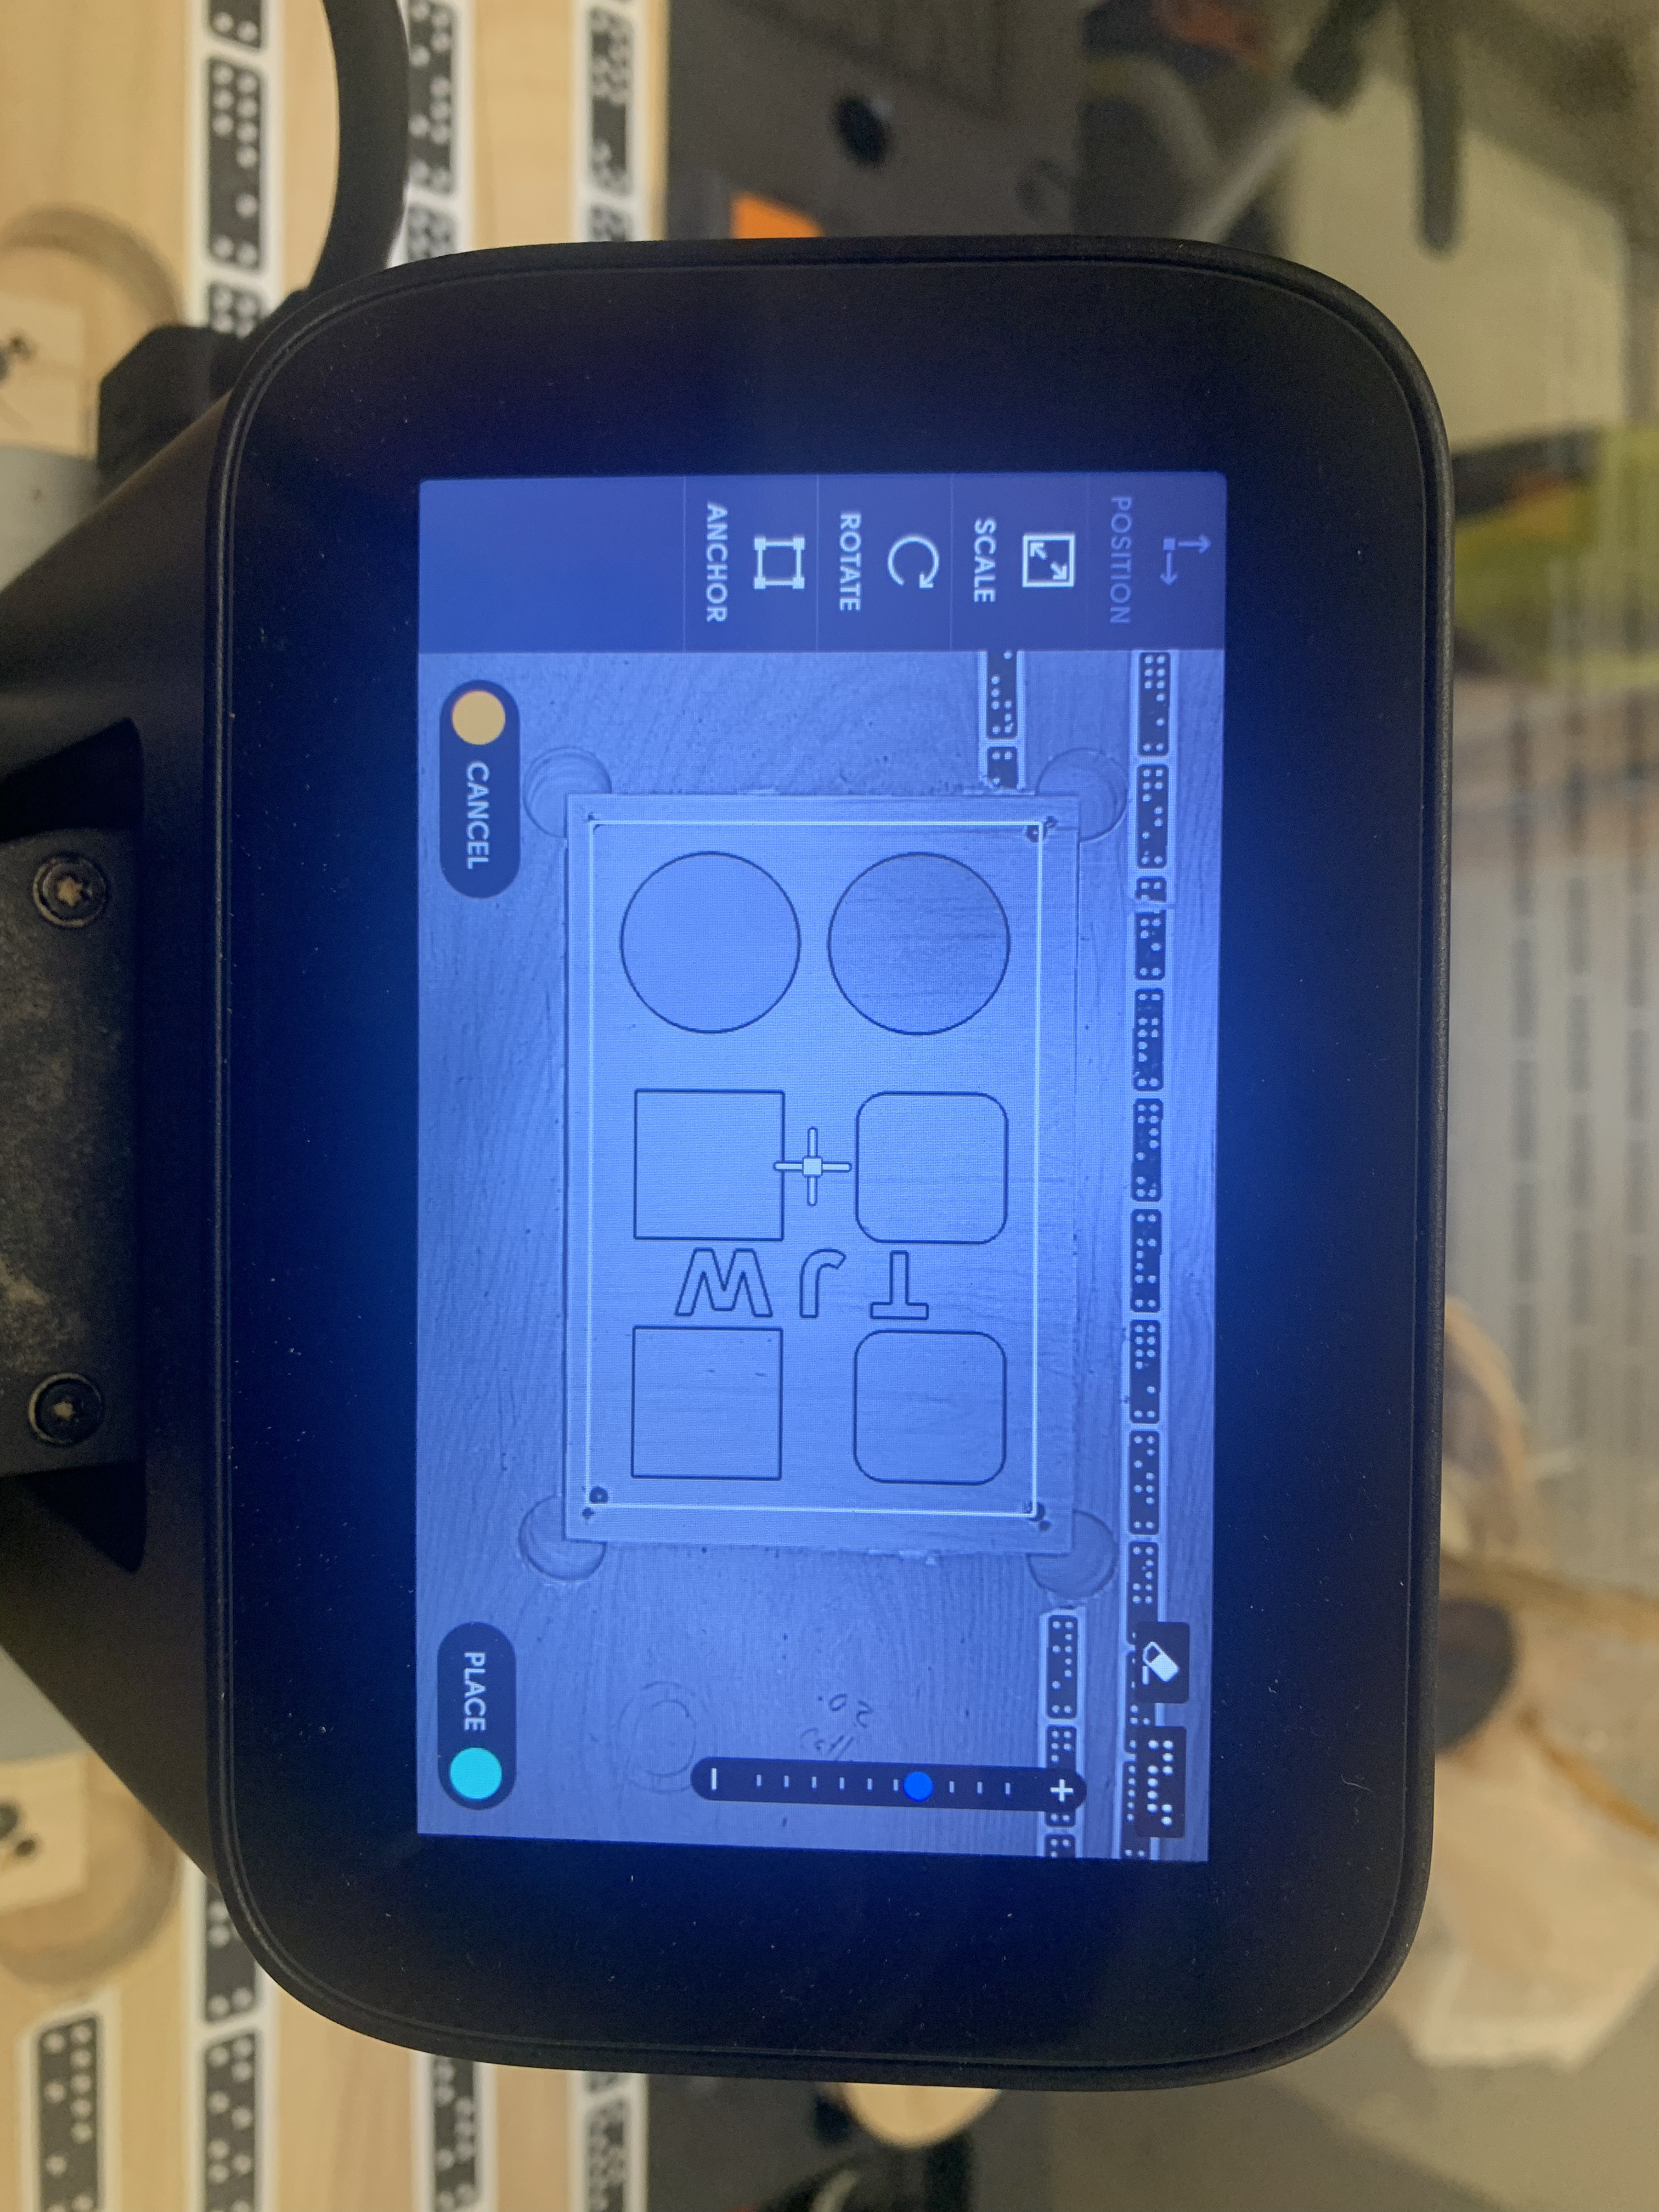 POSITION
SCALE
ROTATE
ANCHOR
T J W
+
−
CANCEL
PLACE